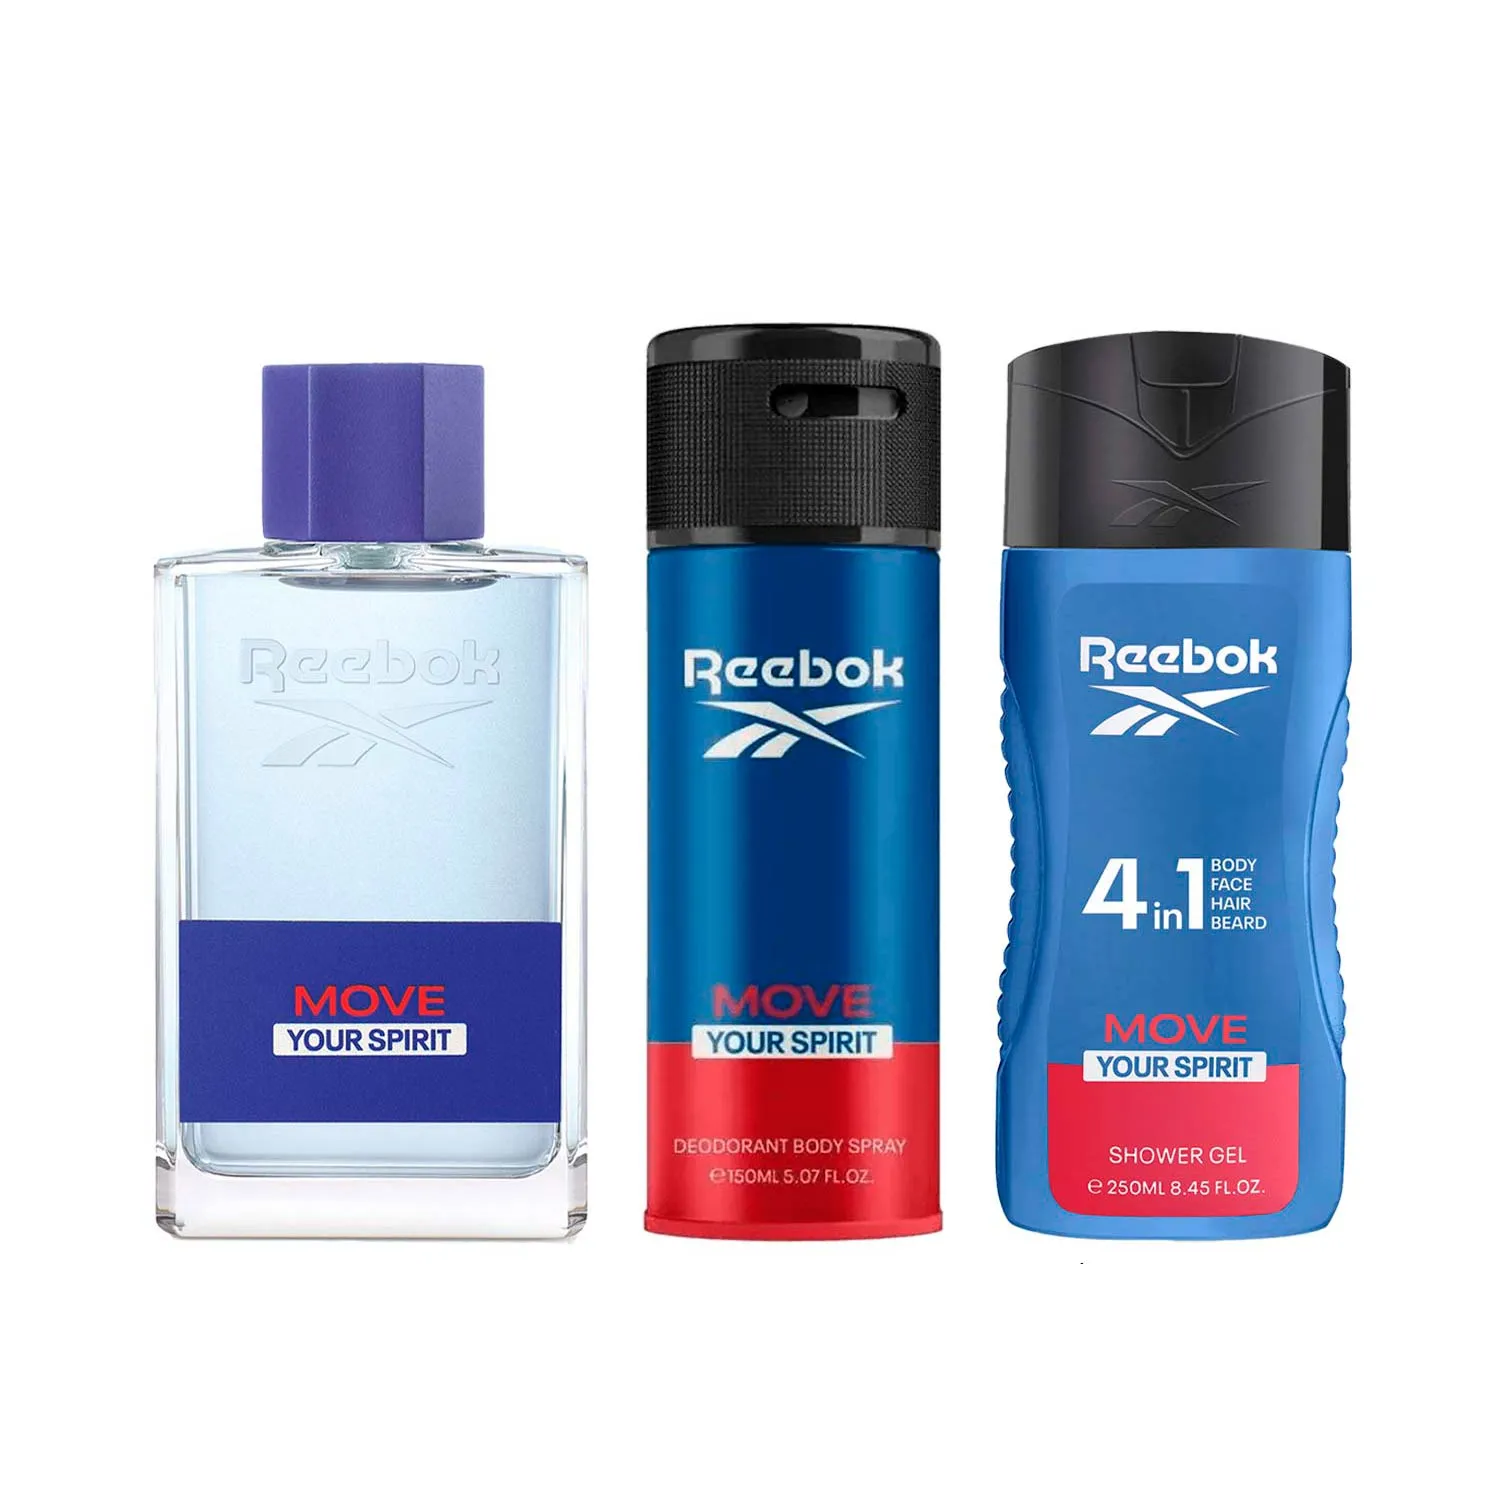 Reebok
MOVE
YOUR SPIRIT
Reebok
MOVE
YOUR SPIRIT
DEODORANT BODY SPRAY
℮150ML 5.07 FL.OZ.
Reebok
4in1
BODY
FACE
HAIR
BEARD
MOVE
YOUR SPIRIT
SHOWER GEL
℮ 250ML 8.45 FL.OZ.